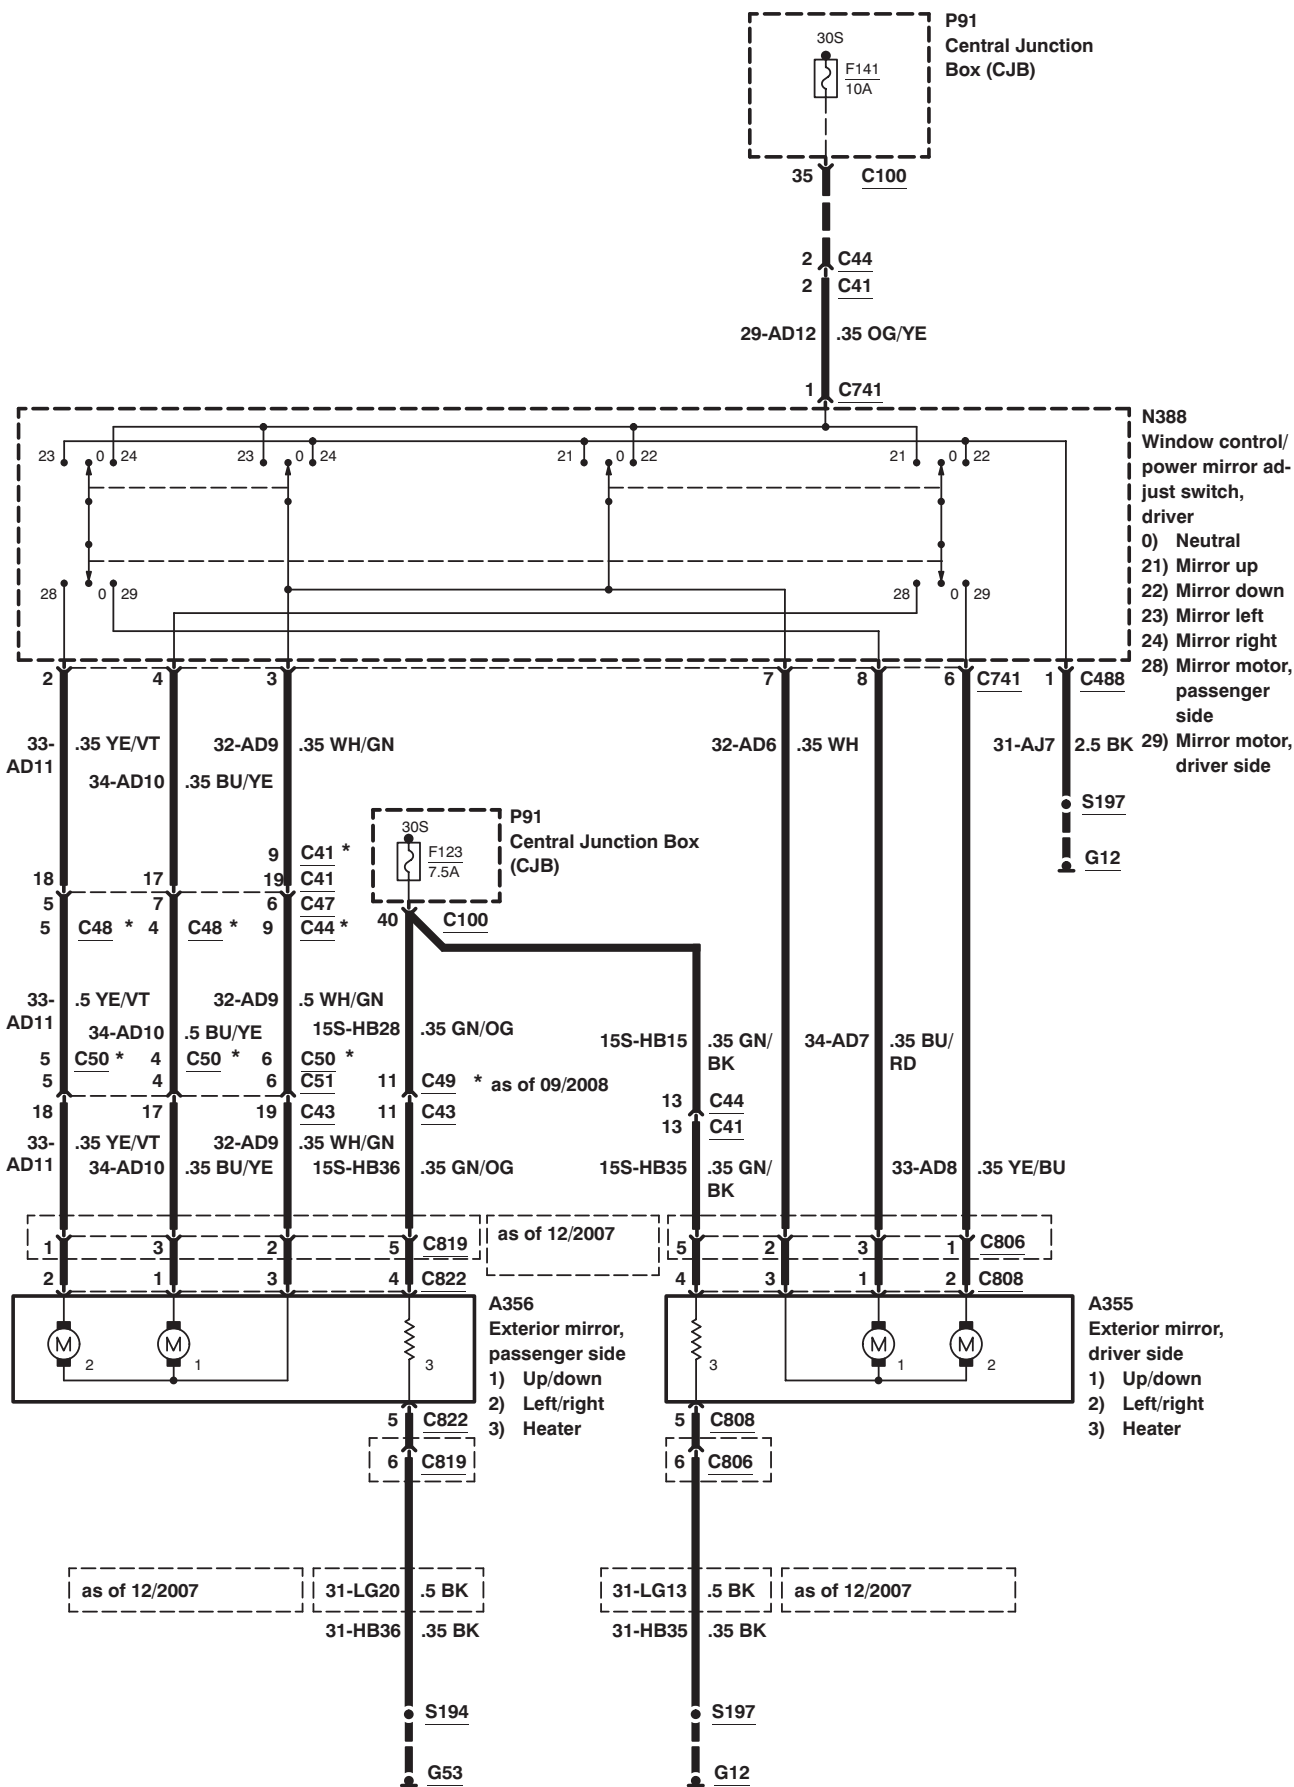 P91
Central Junction
Box (CJB)
30S
F141
10A
35 C100
2 C44
2 C41
29-AD12 .35 OG/YE
1 C741
N388
Window control/
power mirror ad-
just switch,
driver
0) Neutral
21) Mirror up
22) Mirror down
23) Mirror left
24) Mirror right
28) Mirror motor,
passenger
side
29) Mirror motor,
driver side
23 0 24 23 0 24 21 0 22 21 0 22
28 0 29 28 0 29
2 4 3 7 8 6 C741 1 C488
33-
AD11
.35 YE/VT
34-AD10 .35 BU/YE
32-AD9 .35 WH/GN
32-AD6 .35 WH
31-AJ7 2.5 BK
S197
G12
P91
Central Junction Box
(CJB)
30S
F123
7.5A
40 C100
9 C41 *
18 17 19 C41
5 7 6 C47
5 C48 * 4 C48 * 9 C44 *
33-
AD11
.5 YE/VT
34-AD10 .5 BU/YE
32-AD9 .5 WH/GN
15S-HB28 .35 GN/OG
15S-HB15 .35 GN/
BK
34-AD7 .35 BU/
RD
5 C50 * 4 C50 * 6 C50 *
5 4 6 C51 11 C49 * as of 09/2008
18 17 19 C43 11 C43
13 C44
13 C41
33-
AD11
.35 YE/VT
34-AD10 .35 BU/YE
32-AD9 .35 WH/GN
15S-HB36 .35 GN/OG
15S-HB35 .35 GN/
BK
33-AD8 .35 YE/BU
as of 12/2007
1 3 2 5 C819
5 2 3 1 C806
2 1 3 4 C822
4 3 1 2 C808
M 2 M 1 3
A356
Exterior mirror,
passenger side
1) Up/down
2) Left/right
3) Heater
3 M 1 M 2
A355
Exterior mirror,
driver side
1) Up/down
2) Left/right
3) Heater
5 C822
6 C819
5 C808
6 C806
as of 12/2007 31-LG20 .5 BK
31-LG13 .5 BK as of 12/2007
31-HB36 .35 BK
31-HB35 .35 BK
S194
S197
G53
G12